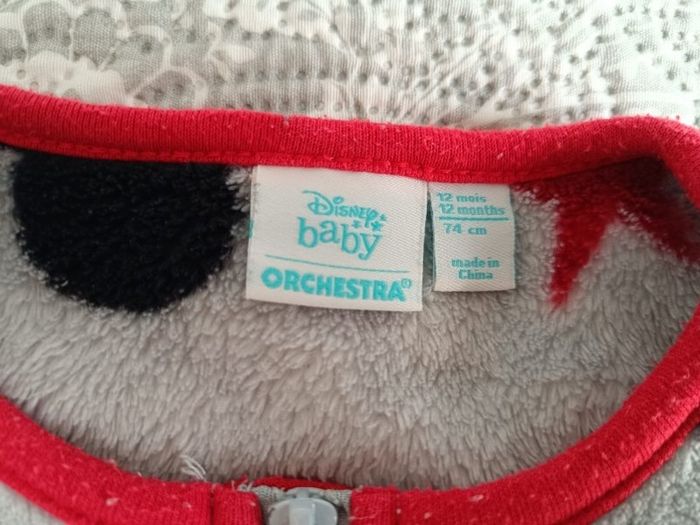 Disney
baby
ORCHESTRA®
12 mois
12 months
74 cm
made in
China